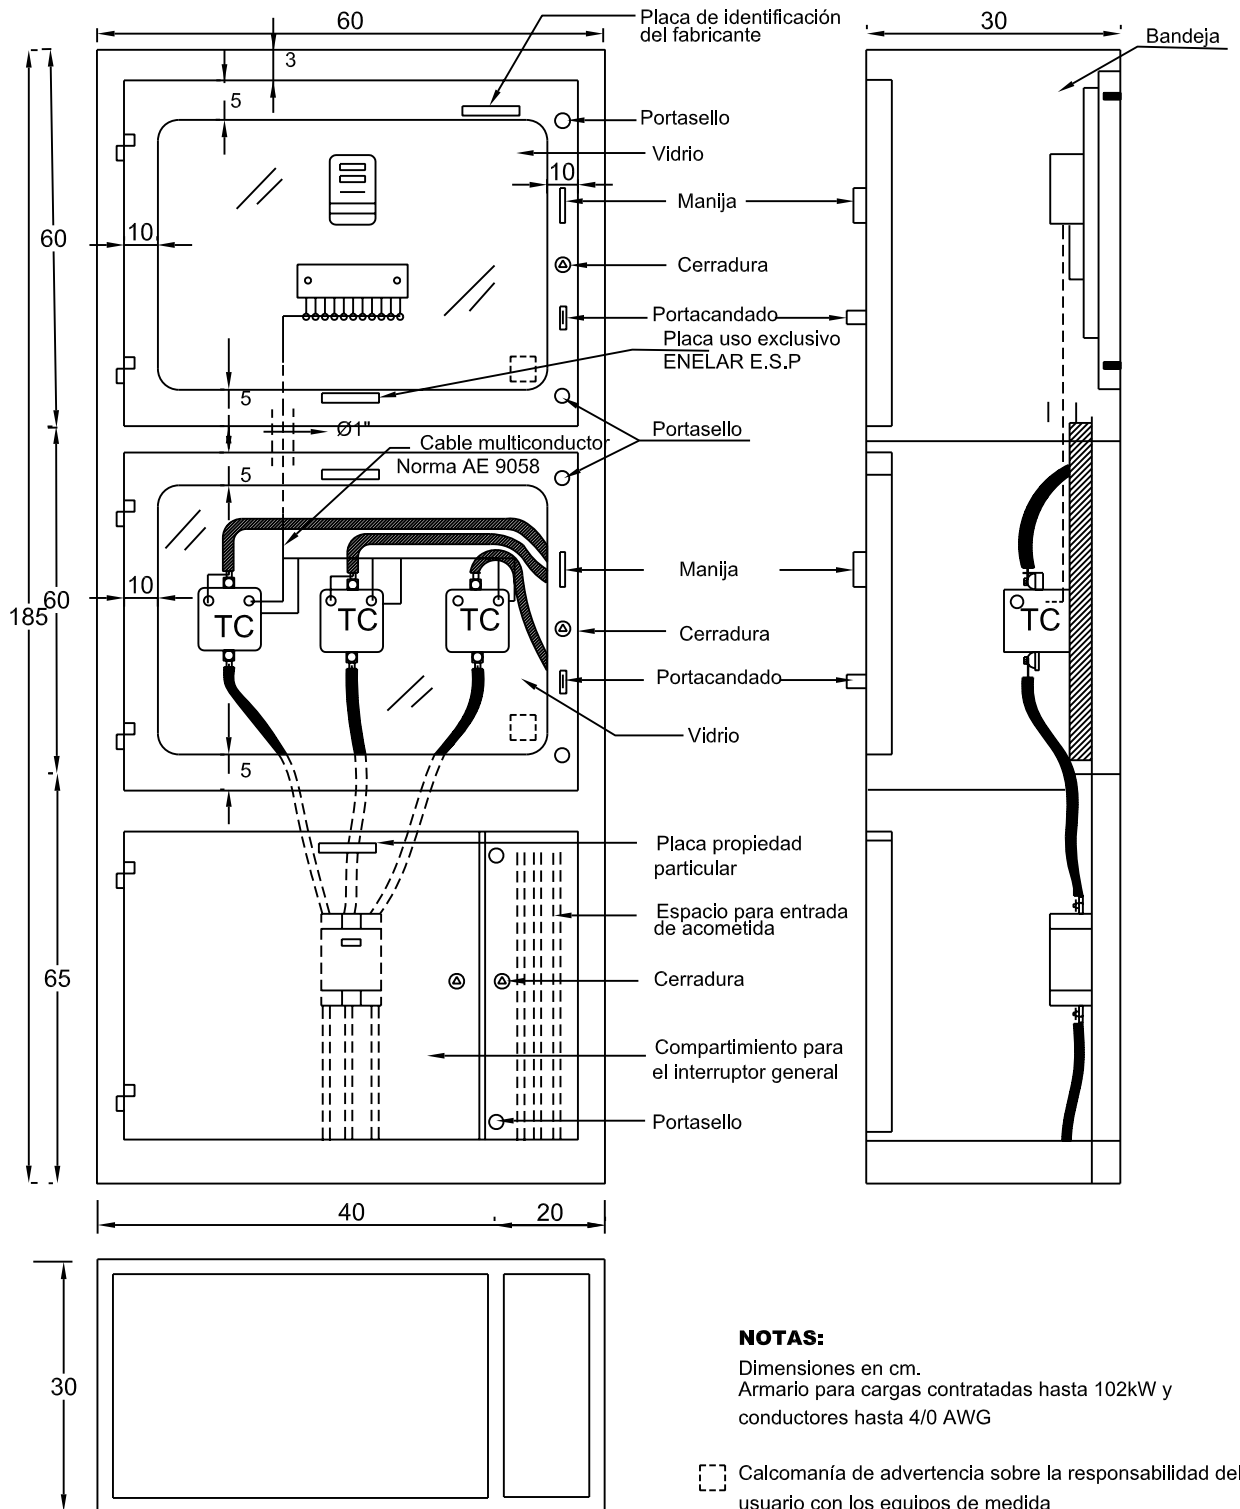 60
Placa de identificación
del fabricante
30
Bandeja
3
5
Portasello
Vidrio
10
Manija
60
10
Cerradura
Portacandado
Placa uso exclusivo
ENELAR E.S.P
5
Ø1"
Portasello
Cable multiconductor
Norma AE 9058
5
10
Manija
185
60
TC
TC
TC
TC
Cerradura
Portacandado
Vidrio
5
Placa propiedad
particular
Espacio para entrada
de acometida
65
Cerradura
Compartimiento para
el interruptor general
Portasello
40
20
30
NOTAS:
Dimensiones en cm.
Armario para cargas contratadas hasta 102kW y
conductores hasta 4/0 AWG
Calcomanía de advertencia sobre la responsabilidad del
usuario con los equipos de medida